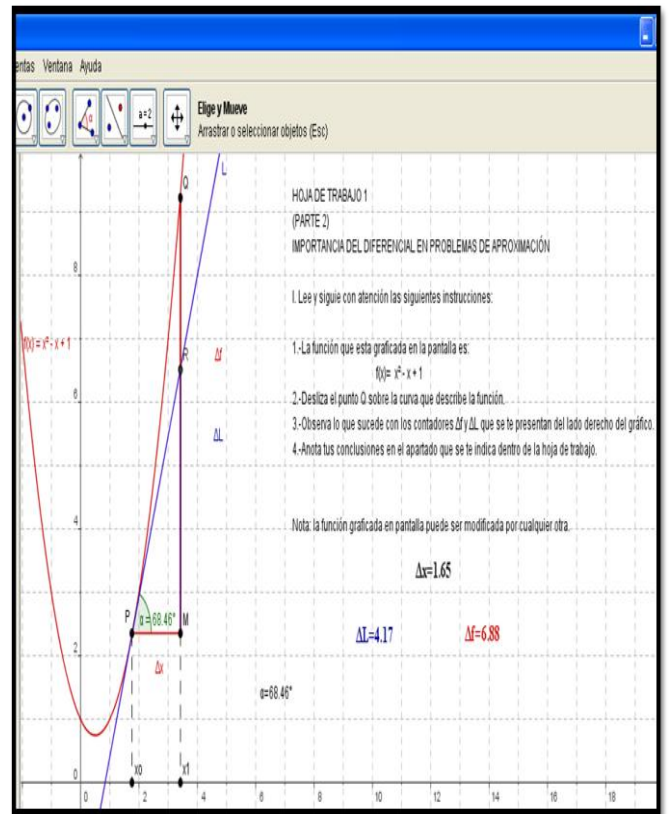 entas Ventana Ayuda
α
a=2
Elige y Mueve
Arrastrar o seleccionar objetos (Esc)
L
Q
HOJA DE TRABAJO 1
(PARTE 2)
IMPORTANCIA DEL DIFERENCIAL EN PROBLEMAS DE APROXIMACIÓN
8
I. Lee y siguie con atención las siguientes instrucciones:
f(x) = x² - x + 1
R
Δf
1.-La función que esta graficada en la pantalla es:
f(x)= x² - x + 1
6
2.-Desliza el punto Q sobre la curva que describe la función.
3.-Observa lo que sucede con los contadores Δf y ΔL que se te presentan del lado derecho del gráfico.
ΔL
4.-Anota tus conclusiones en el apartado que se te indica dentro de la hoja de trabajo.
4
Nota: la función graficada en pantalla puede ser modificada por cualquier otra.
Δx=1.65
P α = 68.46° M
ΔL=4.17 Δf=6.88
2
Δx
α=68.46°
0 x0 x1
0 2 4 6 8 10 12 14 16 18